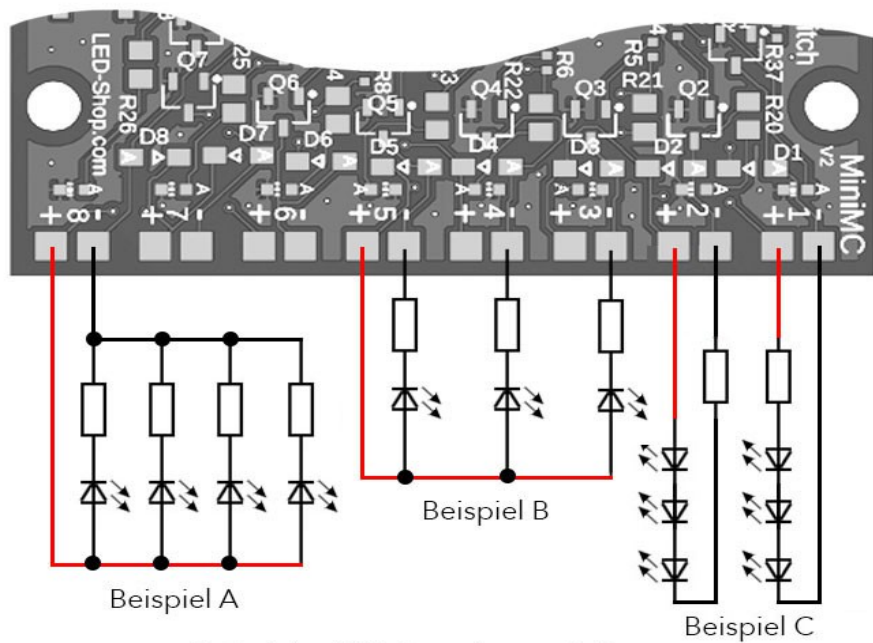 Q7
LED-Shop.com
R26
D8
D7
Q6
D6
R8
Q5
D5
R22
Q4
D4
R6
Q3
D3
R5
R21
Q2
D2
R37
R20
D1
V2
MiniMC
A A A A A A A A
A A A A A
+ 8 -
+ 7 -
+ 6 -
+ 5 -
+ 4 -
+ 3 -
+ 2 -
+ 1 -
Beispiel A
Beispiel B
Beispiel C